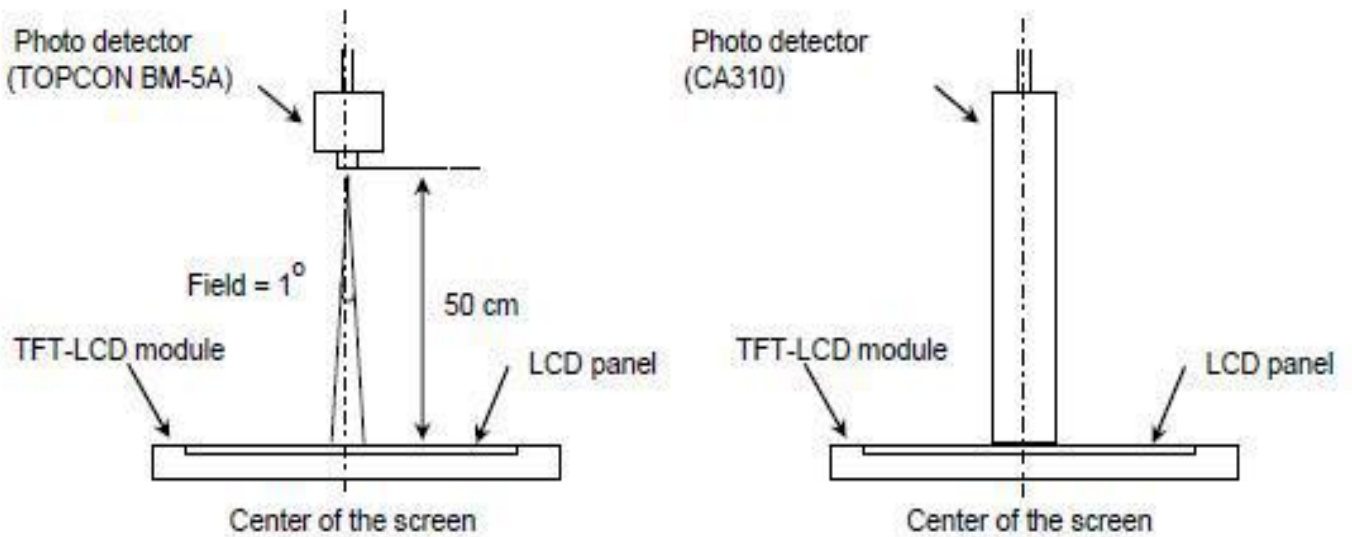 Photo detector
(TOPCON BM-5A)
Field = 1°
50 cm
TFT-LCD module
LCD panel
Center of the screen
Photo detector
(CA310)
TFT-LCD module
LCD panel
Center of the screen